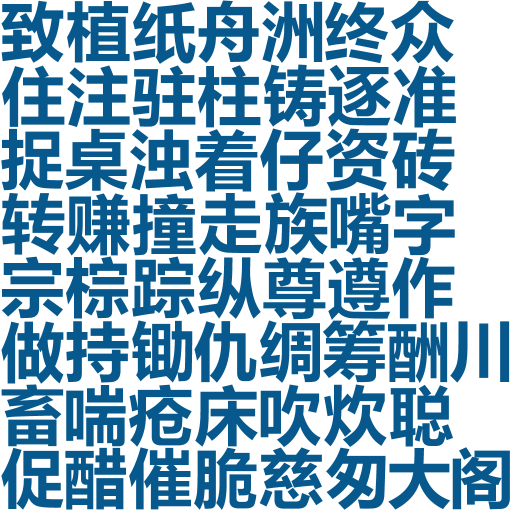 致植纸舟洲终众
住注驻柱铸逐准
捉桌浊着仔资砖
转赚撞走族嘴字
宗棕踪纵尊遵作
做持锄仇绸筹酬川
畜喘疮床吹炊聪
促醋催脆慈匆大阁